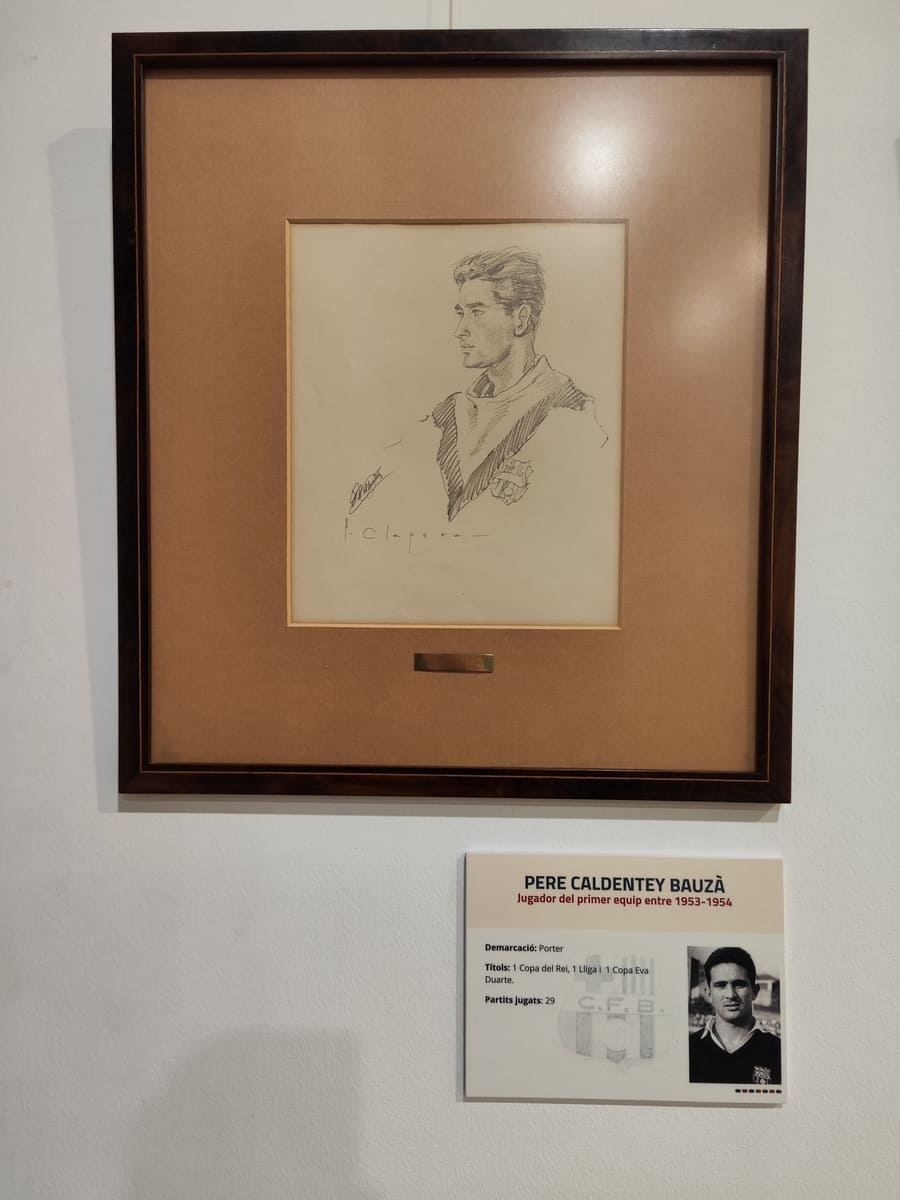 P. Clapera
PERE CALDENTEY BAUZÀ
Jugador del primer equip entre 1953-1954
Demarcació: Porter
Títols: 1 Copa del Rei, 1 Lliga i 1 Copa Eva
Duarte.
Partits jugats: 29
C.F.B.